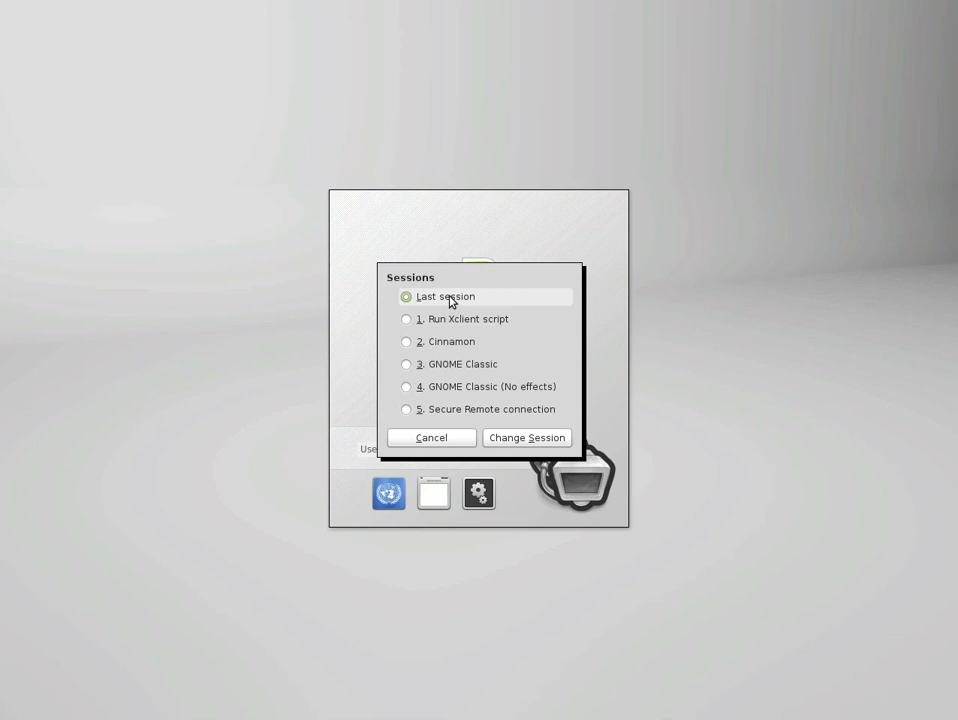 Sessions
Last session
1. Run Xclient script
2. Cinnamon
3. GNOME Classic
4. GNOME Classic (No effects)
5. Secure Remote connection
Cancel
Change Session